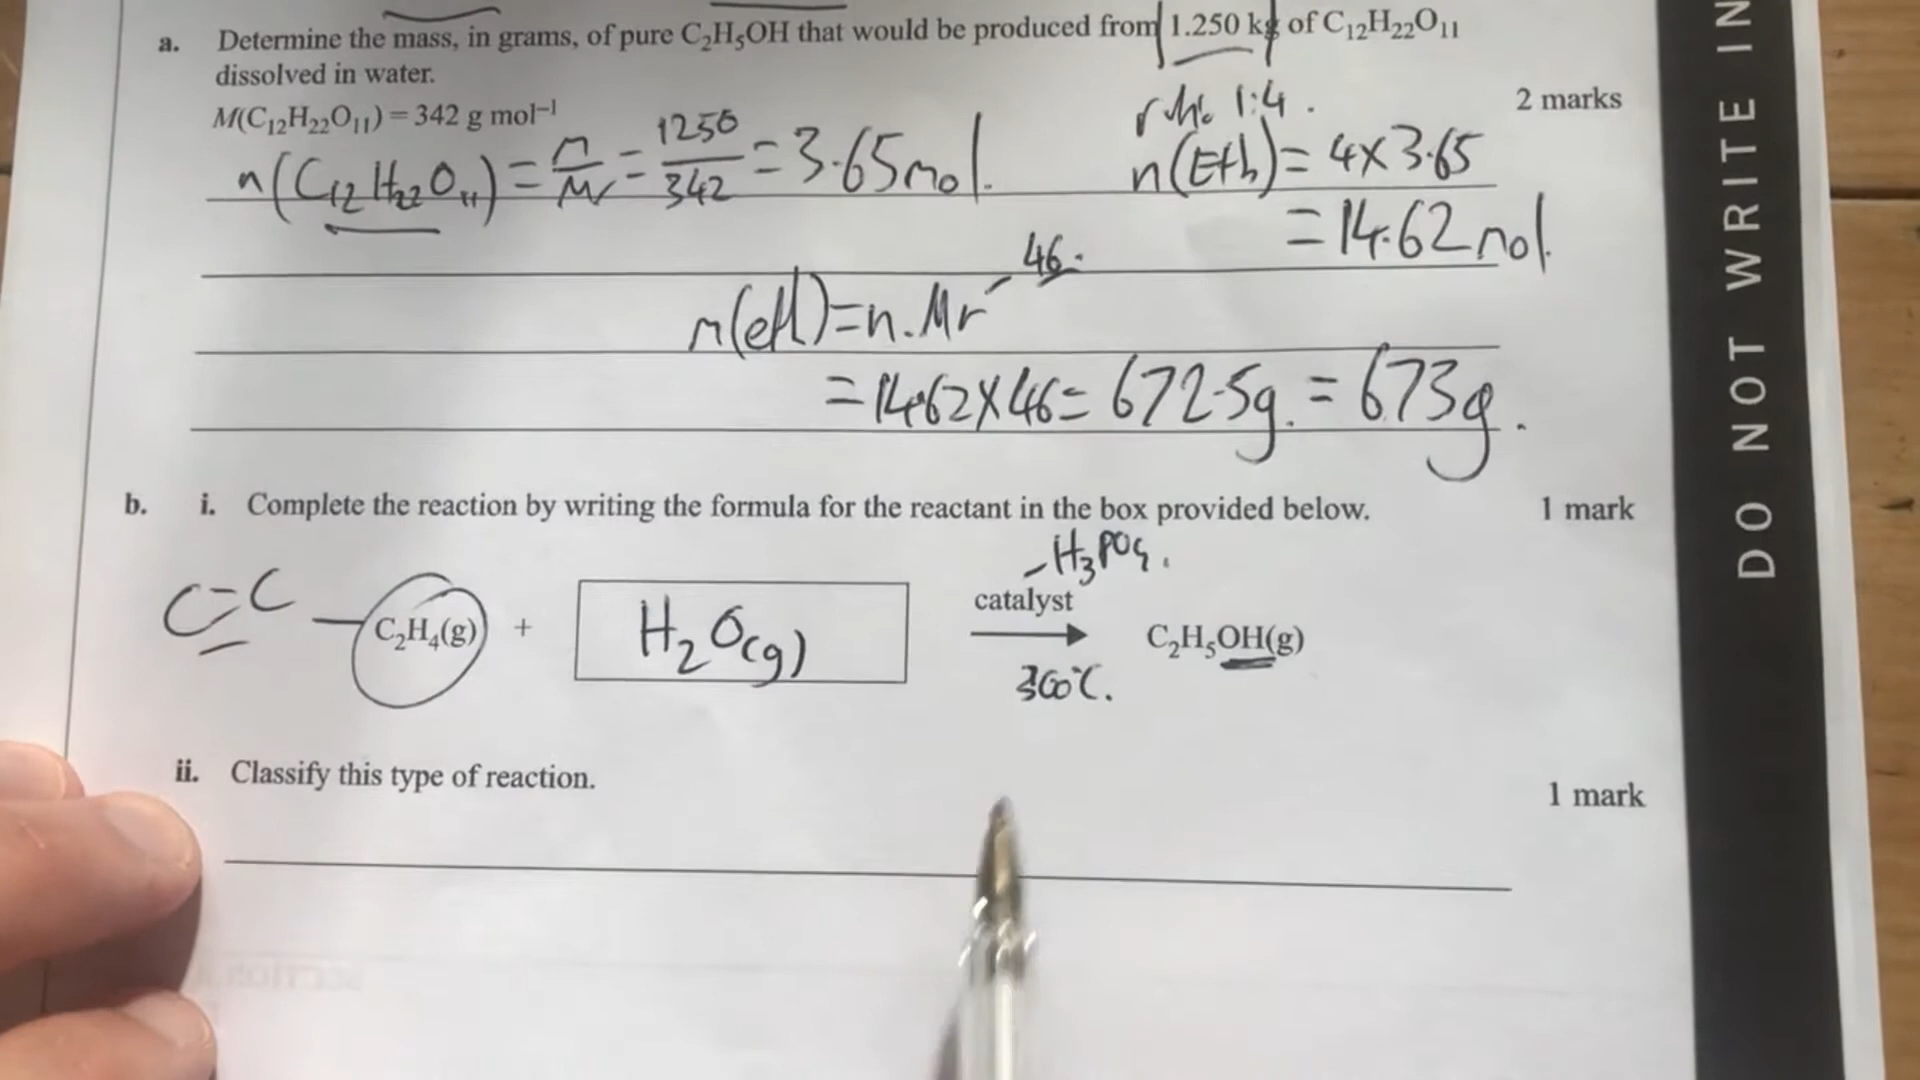 a. Determine the mass, in grams, of pure C₂H₅OH that would be produced from 1.250 kg of C₁₂H₂₂O₁₁
dissolved in water.
2 marks
M(C₁₂H₂₂O₁₁) = 342 g mol⁻¹
n(C₁₂H₂₂O₁₁) = m/M = 1250/342 = 3.65 mol.
1:4.
n(Eth) = 4 x 3.65
= 14.62 mol.
m(eth) = n.Mr
46.
= 14.62 x 46 = 672.5g. = 673g.
b. i. Complete the reaction by writing the formula for the reactant in the box provided below. 1 mark
C=C
C₂H₄(g) + H₂O(g) catalyst C₂H₅OH(g)
H₃PO₄.
300°C.
ii. Classify this type of reaction.
1 mark
DO NOT WRITE IN